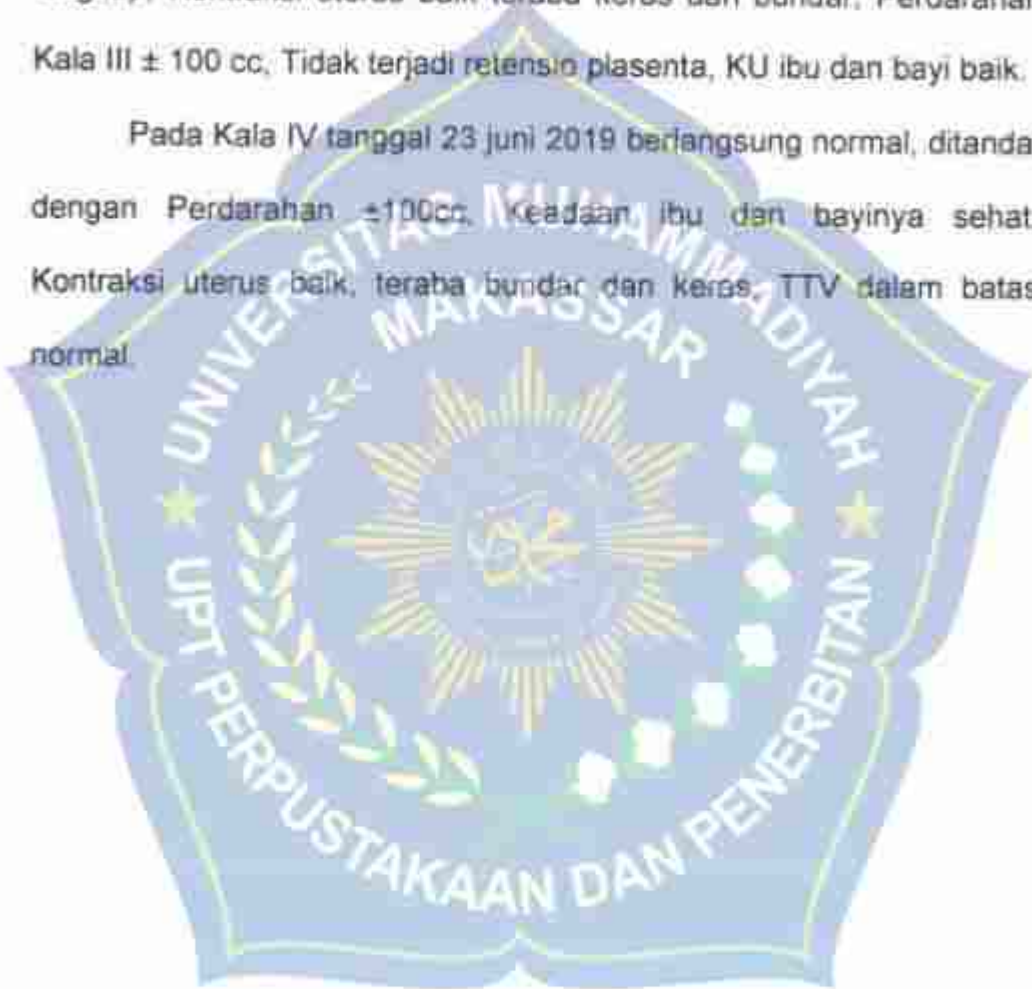 kontraksi uterus baik teraba keras dan bundar, Perdarahan
Kala III ± 100 cc, Tidak terjadi retensio plasenta, KU ibu dan bayi baik.
Pada Kala IV tanggal 23 juni 2019 berlangsung normal, ditanda
dengan Perdarahan ±100cc, Keadaan ibu dan bayinya sehat
Kontraksi uterus baik, teraba bundar dan keras, TTV dalam batas
normal.
UNIVERSITAS MUHAMMADIYAH
MAKASSAR
UPT PERPUSTAKAAN DAN PENERBITAN